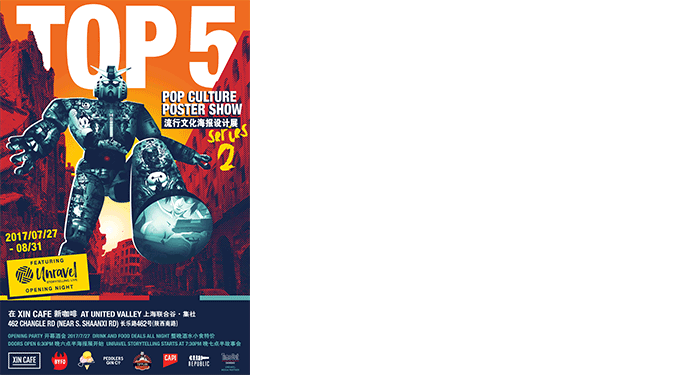 TOP 5
POP CULTURE
POSTER SHOW
流行文化海报设计展
series
2
2017/07/27
- 08/31
FEATURING
Unravel
STORYTELLING
OPENING NIGHT
在 XIN CAFE 新咖啡 AT UNITED VALLEY 上海联合谷·集社
462 CHANGLE RD (NEAR S. SHAANXI RD) 长乐路462号(陕西南路)
OPENING PARTY 开幕酒会 2017/7/27 DRINK AND FOOD DEALS ALL NIGHT 整晚酒水小食特价
DOORS OPEN 6:30PM 晚六点半海报展开始 UNRAVEL STORYTELLING STARTS AT 7:30PM 晚七点半故事会
XIN CAFE
PEDDLERS
GIN CO
CAPI
REPUBLIC